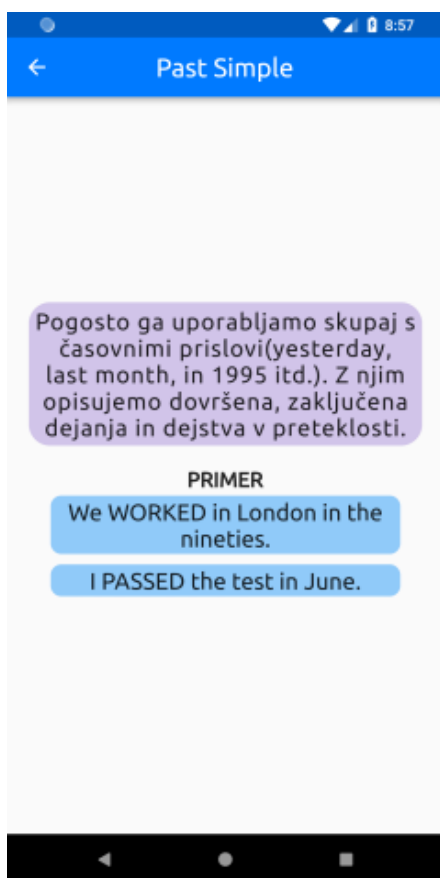 8:57
Past Simple
Pogosto ga uporabljamo skupaj s
časovnimi prislovi(yesterday,
last month, in 1995 itd.). Z njim
opisujemo dovršena, zaključena
dejanja in dejstva v preteklosti.
PRIMER
We WORKED in London in the
nineties.
I PASSED the test in June.